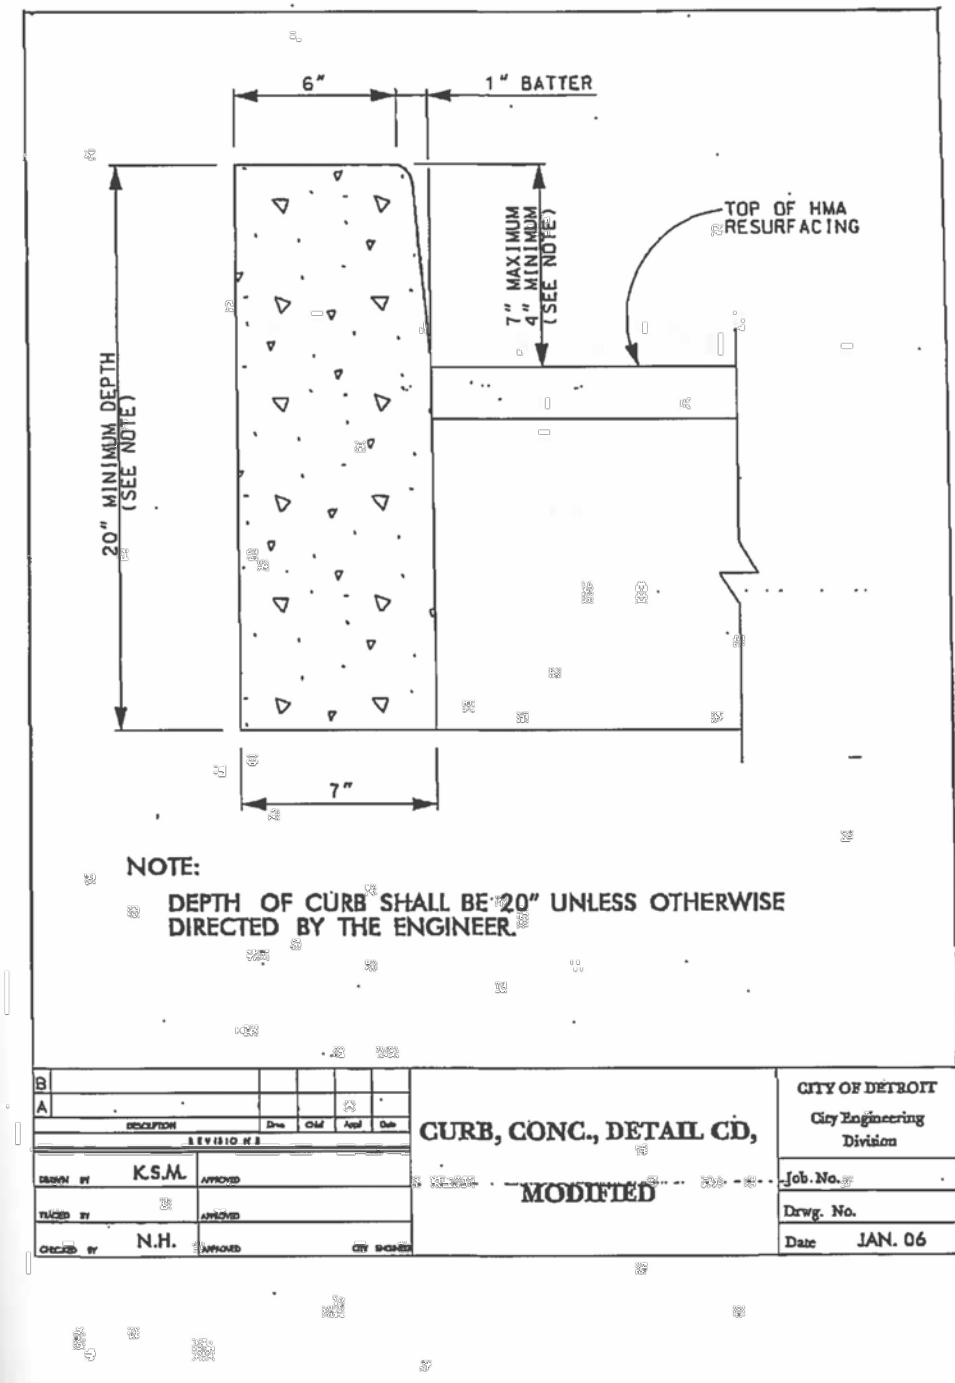 6" 1" BATTER
TOP OF HMA
RESURFACING
7" MAXIMUM
4" MINIMUM
(SEE NOTE)
20" MINIMUM DEPTH
(SEE NOTE)
7"
NOTE:
DEPTH OF CURB SHALL BE 20" UNLESS OTHERWISE
DIRECTED BY THE ENGINEER.
B
A
DESCRIPTION Drwn Chkd Appd Date
REVISIONS
DRAWN BY K.S.M. APPROVED
TRACED BY APPROVED
CHECKED BY N.H. APPROVED CITY ENGINEER
CURB, CONC., DETAIL CD,
MODIFIED
CITY OF DETROIT
City Engineering
Division
Job. No.
Drwg. No.
Date JAN. 06